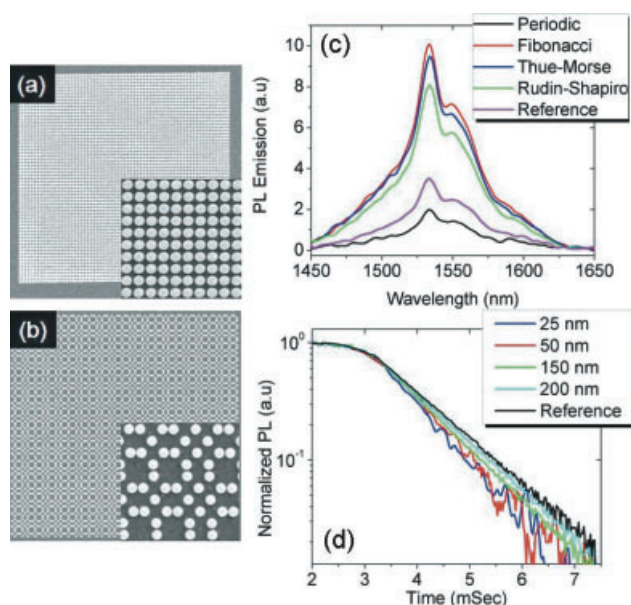 (a)
(b)
(c)
Periodic
Fibonacci
Thue-Morse
Rudin-Shapiro
Reference
10
8
6
4
2
0
PL Emission (a.u)
1450
1500
1550
1600
1650
Wavelength (nm)
25 nm
50 nm
150 nm
200 nm
Reference
10⁰
10⁻¹
Normalized PL (a.u)
(d)
2
3
4
5
6
7
Time (mSec)